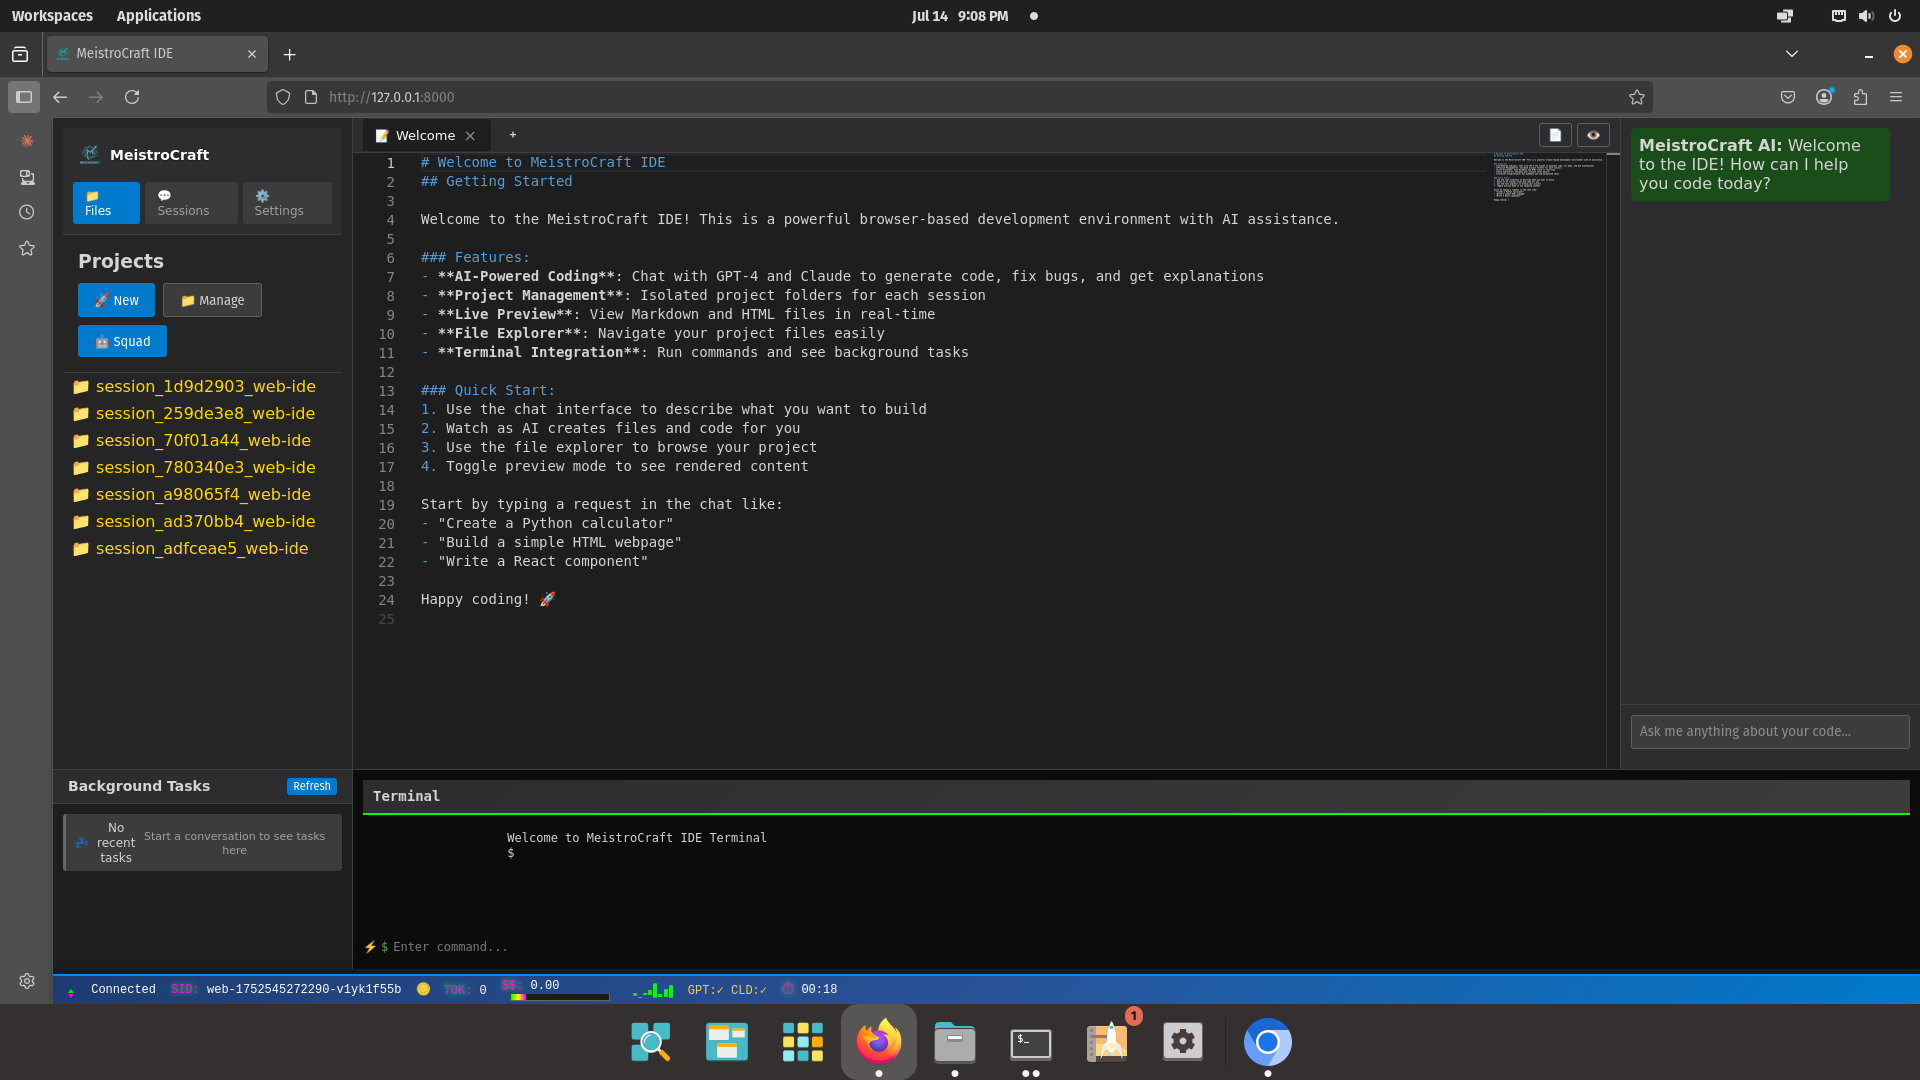 Workspaces Applications Jul 14 9:08 PM
MeistroCraft IDE
http://127.0.0.1:8000
MeistroCraft
Files
Sessions
Settings
Projects
New
Manage
Squad
session_1d9d2903_web-ide
session_259de3e8_web-ide
session_70f01a44_web-ide
session_780340e3_web-ide
session_a98065f4_web-ide
session_ad370bb4_web-ide
session_adfceae5_web-ide
Welcome
1 # Welcome to MeistroCraft IDE
2 ## Getting Started
3
4 Welcome to the MeistroCraft IDE! This is a powerful browser-based development environment with AI assistance.
5
6 ### Features:
7 - **AI-Powered Coding**: Chat with GPT-4 and Claude to generate code, fix bugs, and get explanations
8 - **Project Management**: Isolated project folders for each session
9 - **Live Preview**: View Markdown and HTML files in real-time
10 - **File Explorer**: Navigate your project files easily
11 - **Terminal Integration**: Run commands and see background tasks
12
13 ### Quick Start:
14 1. Use the chat interface to describe what you want to build
15 2. Watch as AI creates files and code for you
16 3. Use the file explorer to browse your project
17 4. Toggle preview mode to see rendered content
18
19 Start by typing a request in the chat like:
20 - "Create a Python calculator"
21 - "Build a simple HTML webpage"
22 - "Write a React component"
23
24 Happy coding! 🚀
25
MeistroCraft AI: Welcome
to the IDE! How can I help
you code today?
Ask me anything about your code...
Background Tasks Refresh
No
recent
tasks
Start a conversation to see tasks
here
Terminal
Welcome to MeistroCraft IDE Terminal
$
$ Enter command...
Connected SID: web-1752545272290-v1yk1f55b TOK: 0 $$: 0.00 GPT:✓ CLD:✓ 00:18
$_
1